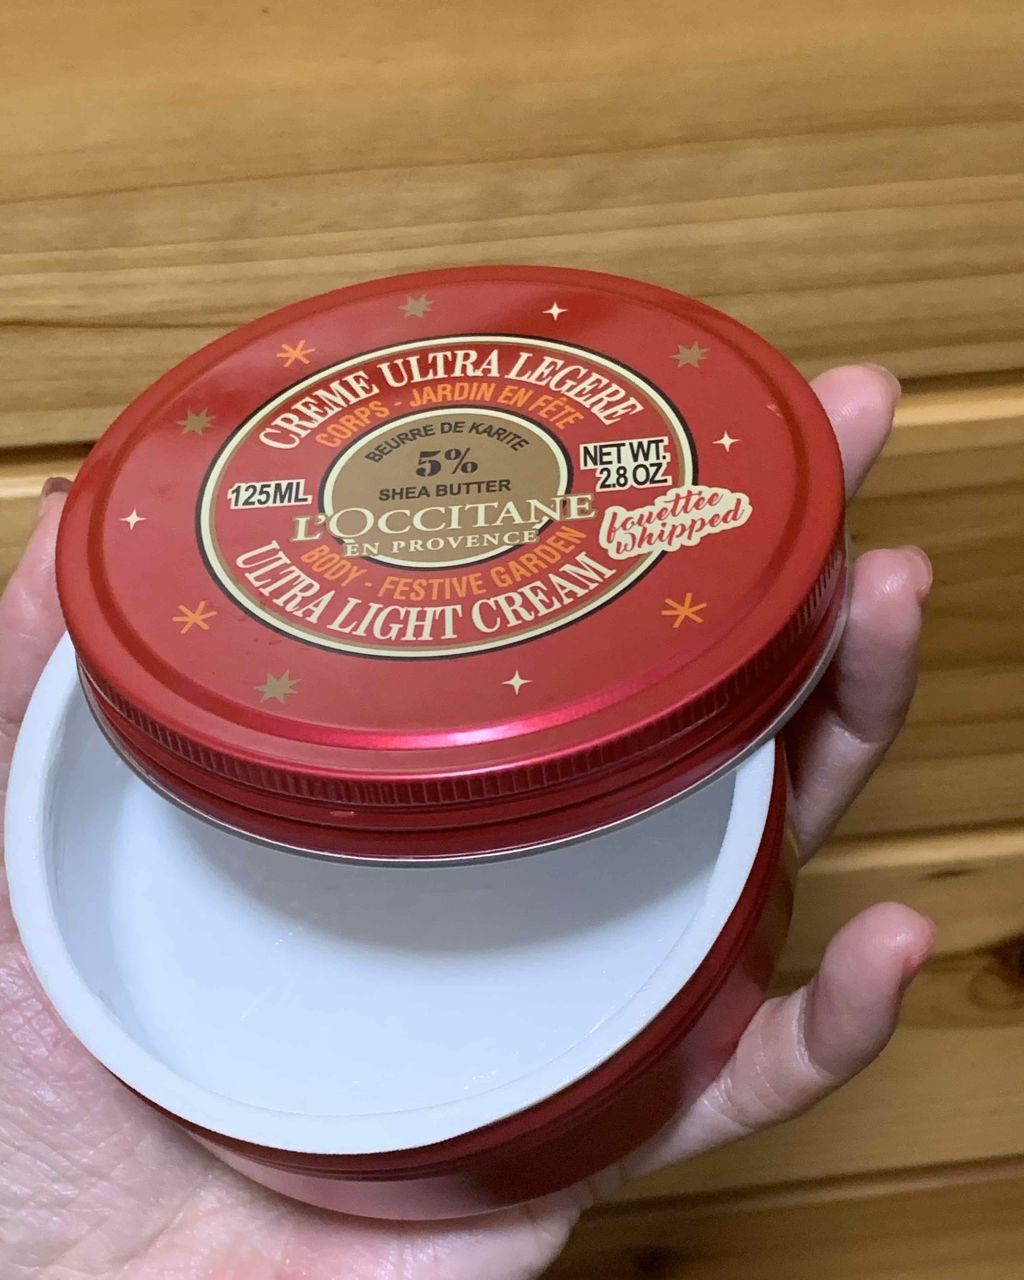 CREME ULTRA LEGERE
CORPS - JARDIN EN FÊTE
BEURRE DE KARITE
5%
SHEA BUTTER
125ML
NET WT.
2.8 OZ.
L'OCCITANE
EN PROVENCE
fouettée
whipped
BODY - FESTIVE GARDEN
ULTRA LIGHT CREAM